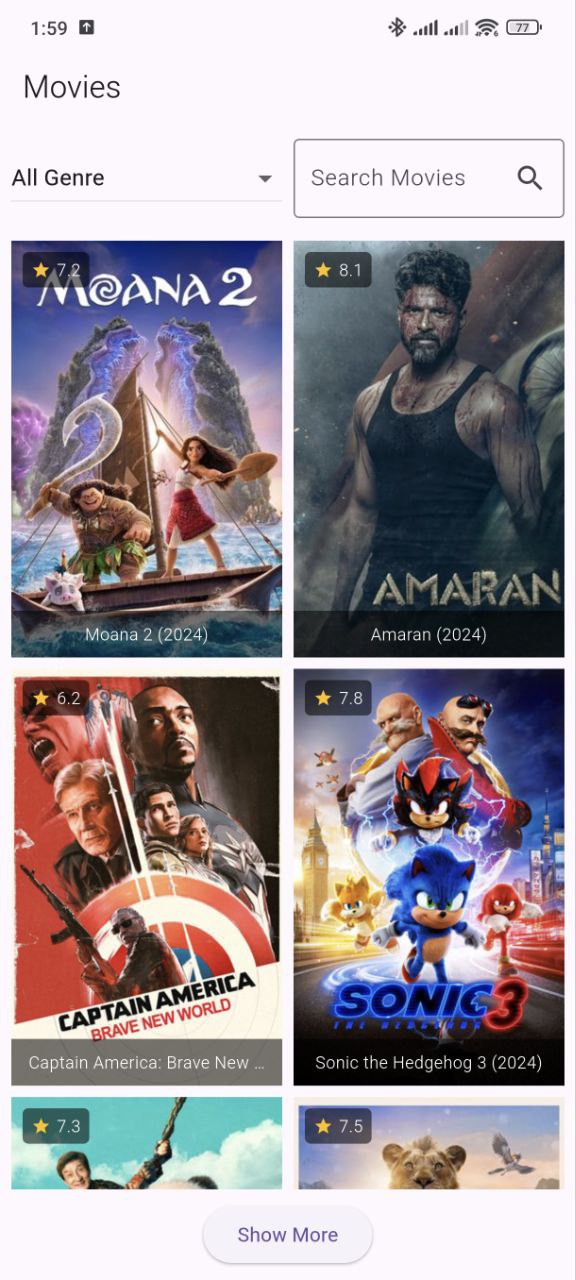 1:59
77
Movies
All Genre
Search Movies
7.2
MOANA 2
Moana 2 (2024)
8.1
AMARAN
Amaran (2024)
6.2
CAPTAIN AMERICA
BRAVE NEW WORLD
Captain America: Brave New ...
7.8
SONIC 3
THE HEDGEHOG
Sonic the Hedgehog 3 (2024)
7.3
7.5
Show More